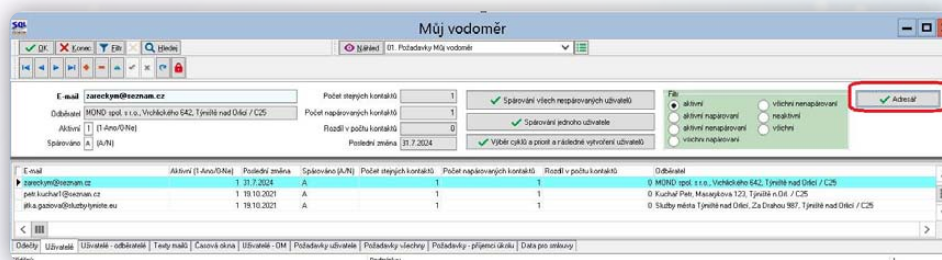 SQL
Můj vodoměr
OK Konec Filtr Hledej Náhled 01. Požadavky Můj vodoměr
E-mail zareckym@seznam.cz
Odběratel MOND spol. s r.o., Vrchlického 642, Týniště nad Orlicí / C25
Aktivní 1 (1-Ano/0-Ne)
Spárováno A (A/N)
Počet stejných kontaktů 1
Počet napárovaných kontaktů 1
Rozdíl v počtu kontaktů 0
Poslední změna 31.7.2024
Spárování všech nespárovaných uživatelů
Spárování jednoho uživatele
Výběr cyklů a priorit a následné vytvoření uživatelů
Filtr
aktivní
aktivní napárovaní
aktivní nenapárovaní
všichni napárovaní
všichni nenapárovaní
neaktivní
všichni
Adresář
E-mail Aktivní (1-Ano/0-Ne) Poslední změna Spárováno (A/N) Počet stejných kontaktů Počet napárovaných kontaktů Rozdíl v počtu kontaktů Odběratel
zareckym@seznam.cz 1 31.7.2024 A 1 1 0 MOND spol. s r.o., Vrchlického 642, Týniště nad Orlicí / C25
petr.kuchar1@seznam.cz 1 19.10.2021 A 1 1 0 Kuchař Petr, Masarykova 123, Týniště n.Orl. / C25
jitka.gaziova@sluzby-tyniste.eu 1 19.10.2021 A 1 1 0 Služby města Týniště nad Orlicí, Za Drahou 987, Týniště nad Orlicí / C25
Odečty Uživatelé Uživatelé - odběratelé Texty mailů Časová okna Uživatelé - OM Požadavky uživatele Požadavky všechny Požadavky - příjemci úkolu Data pro smlouvy